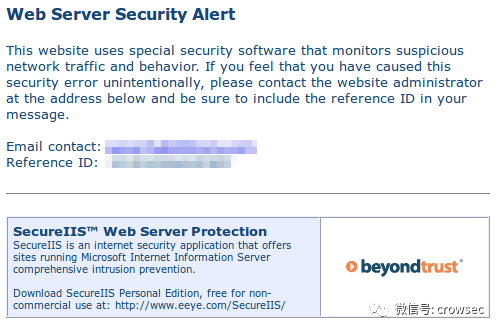 Web Server Security Alert
This website uses special security software that monitors suspicious
network traffic and behavior. If you feel that you have caused this
security error unintentionally, please contact the website administrator
at the address below and be sure to include the reference ID in your
message.
Email contact:
Reference ID:
SecureIIS™ Web Server Protection
SecureIIS is an internet security application that offers
sites running Microsoft Internet Information Server
comprehensive intrusion prevention.
Download SecureIIS Personal Edition, free for non-
commercial use at: http://www.eeye.com/SecureIIS/
beyondtrust®
微信号: crowsec